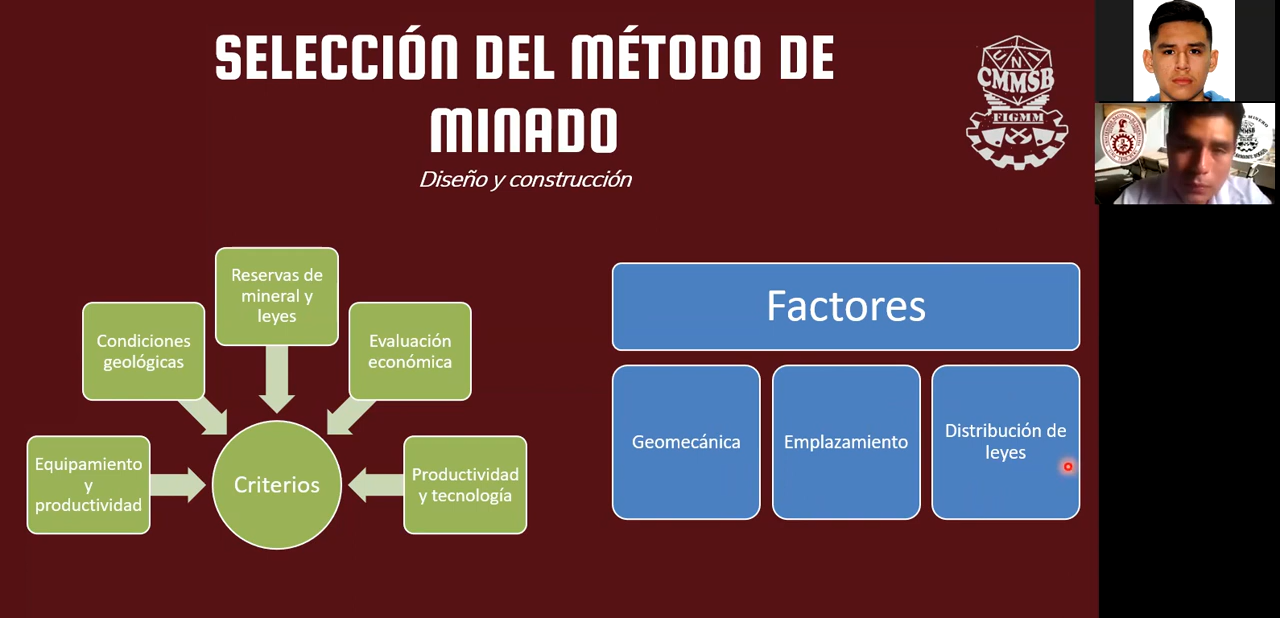 SELECCIÓN DEL MÉTODO DE
MINADO
Diseño y construcción
CN
CMMSB
FIGMM
Reservas de
mineral y
leyes
Condiciones
geológicas
Evaluación
económica
Equipamiento
y
productividad
Criterios
Productividad
y tecnología
Factores
Geomecánica
Emplazamiento
Distribución de
leyes